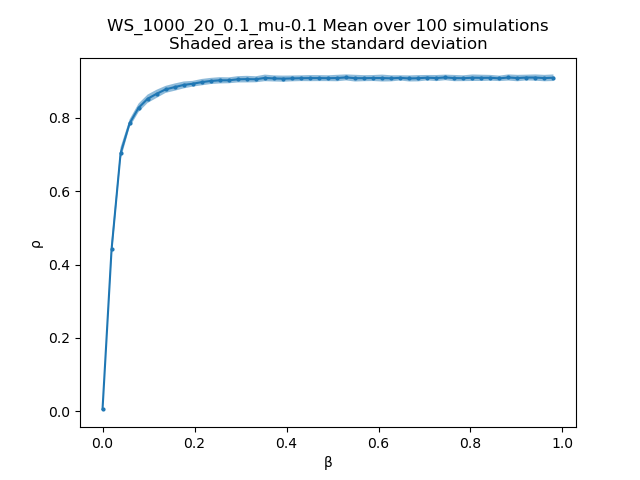 WS_1000_20_0.1_mu-0.1 Mean over 100 simulations
Shaded area is the standard deviation
0.8
0.6
ρ
0.4
0.2
0.0
0.0 0.2 0.4 0.6 0.8 1.0
β